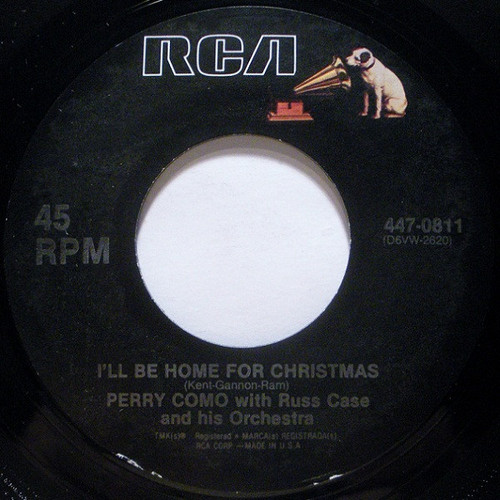 RCA
45
RPM
447-0811
(D6VW-2620)
I'LL BE HOME FOR CHRISTMAS
(Kent-Gannon-Ram)
PERRY COMO with Russ Case
and his Orchestra
TMK(s)® Registered • MARCA(s) REGISTRADA(s)
RCA CORP —MADE IN U.S.A